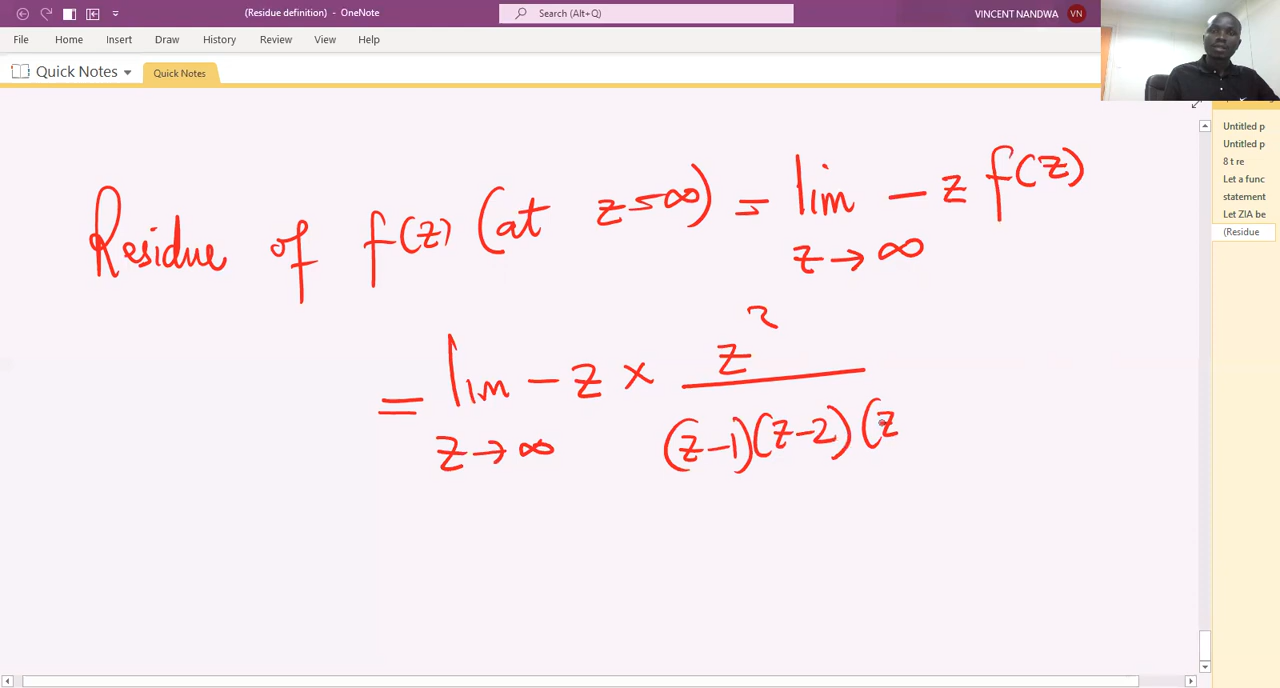 (Residue definition) - OneNote
Search (Alt+Q)
VINCENT NANDWA VN
File Home Insert Draw History Review View Help
Quick Notes
Quick Notes
Untitled p
Untitled p
8 t re
Let a func
statement
Let ZIA be
(Residue
Residue of f(z) (at z=∞) = lim - z f(z)
z→∞
= lim - z × z²
z→∞ (z-1)(z-2)(z